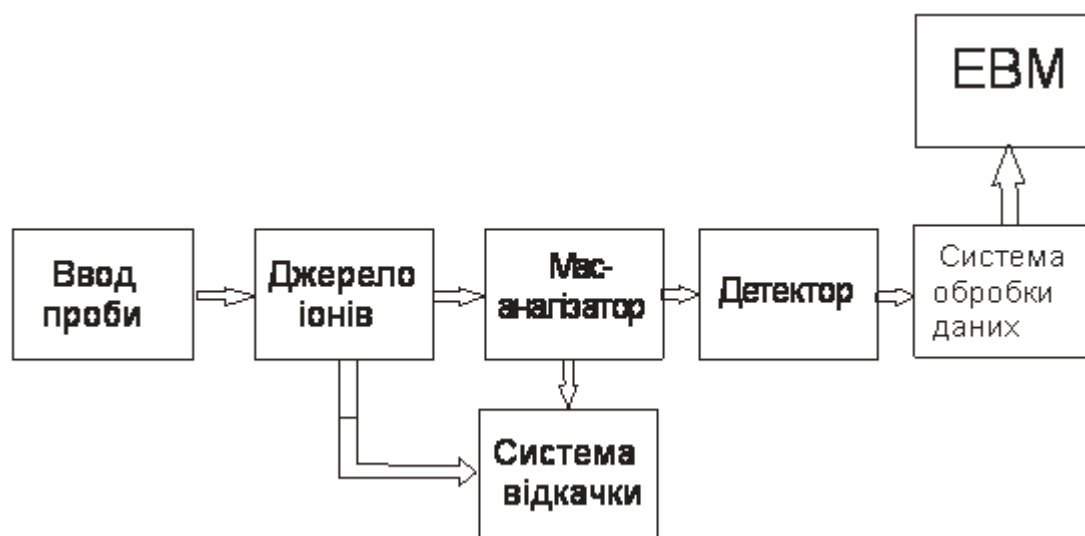 ЕВМ
Ввод
проби
Джерело
іонів
Мас-
аналізатор
Детектор
Система
обробки
даних
Система
відкачки